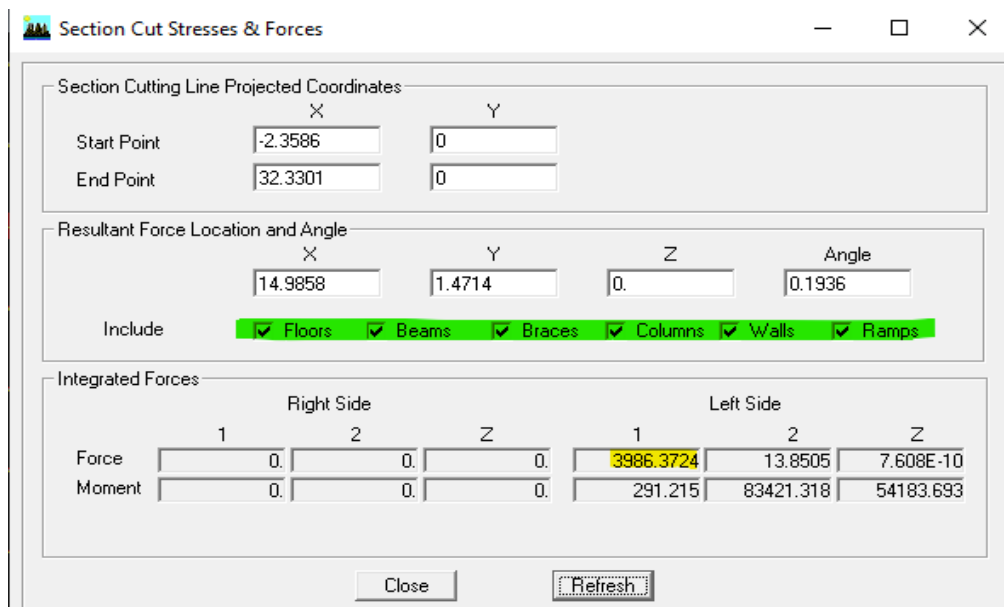 Section Cut Stresses & Forces
Section Cutting Line Projected Coordinates
X Y
Start Point -2.3586 0
End Point 32.3301 0
Resultant Force Location and Angle
X Y Z Angle
14.9858 1.4714 0. 0.1936
Include Floors Beams Braces Columns Walls Ramps
Integrated Forces
Right Side Left Side
1 2 Z 1 2 Z
Force 0. 0. 0. 3986.3724 13.8505 7.608E-10
Moment 0. 0. 0. 291.215 83421.318 54183.693
Close Refresh